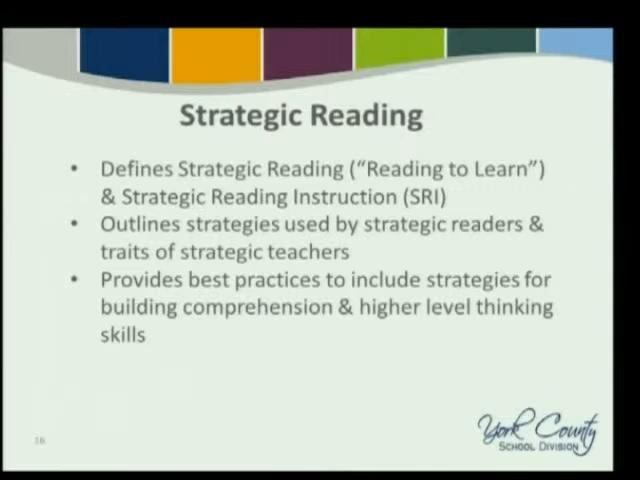 Strategic Reading
• Defines Strategic Reading (“Reading to Learn”)
& Strategic Reading Instruction (SRI)
• Outlines strategies used by strategic readers &
traits of strategic teachers
• Provides best practices to include strategies for
building comprehension & higher level thinking
skills
16
York County
SCHOOL DIVISION